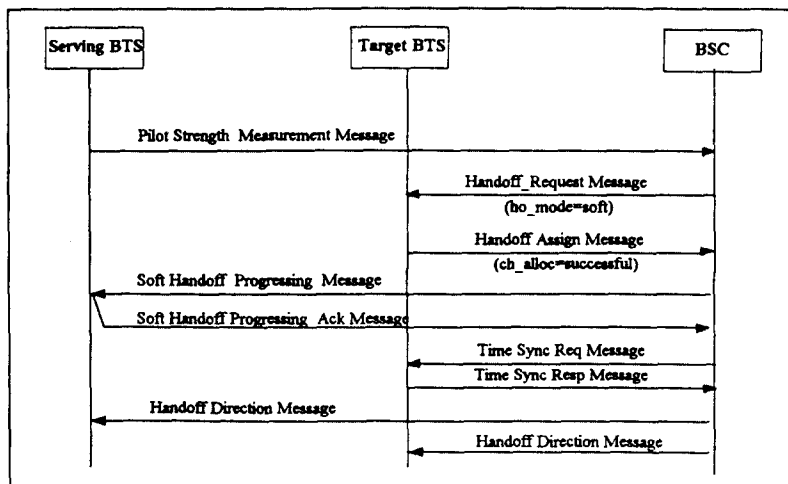 Serving BTS
Target BTS
BSC
Pilot Strength Measurement Message
Handoff_Request Message
(ho_mode=soft)
Handoff Assign Message
(ch_alloc=successful)
Soft Handoff Progressing Message
Soft Handoff Progressing Ack Message
Time Sync Req Message
Time Sync Resp Message
Handoff Direction Message
Handoff Direction Message